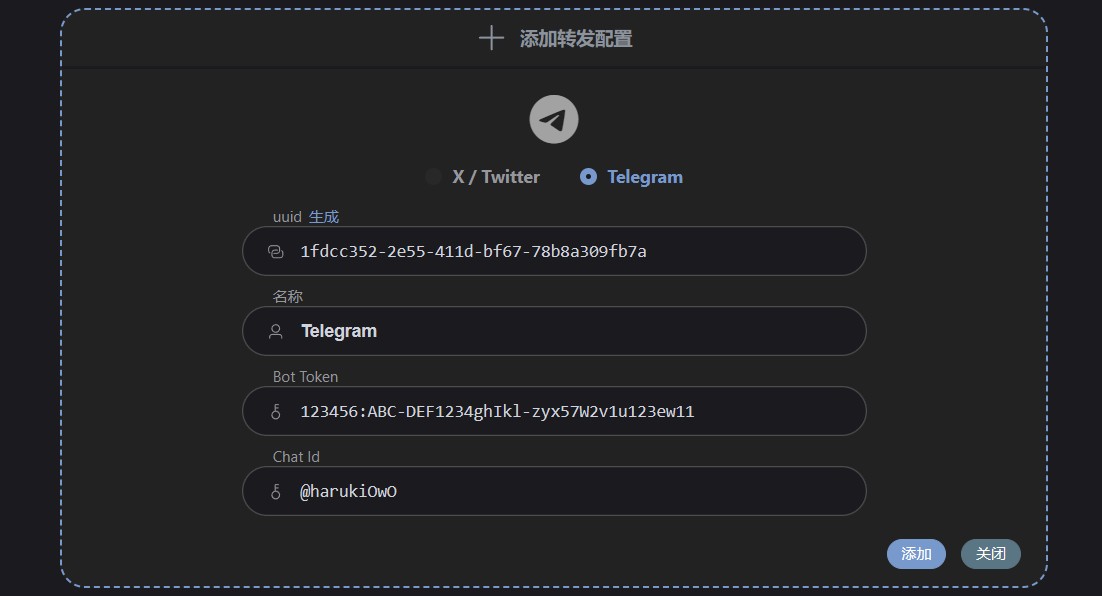 添加转发配置
X / Twitter Telegram
uuid 生成
1fdcc352-2e55-411d-bf67-78b8a309fb7a
名称
Telegram
Bot Token
123456:ABC-DEF1234ghIkl-zyx57W2v1u123ew11
Chat Id
@harukiOwO
添加 关闭